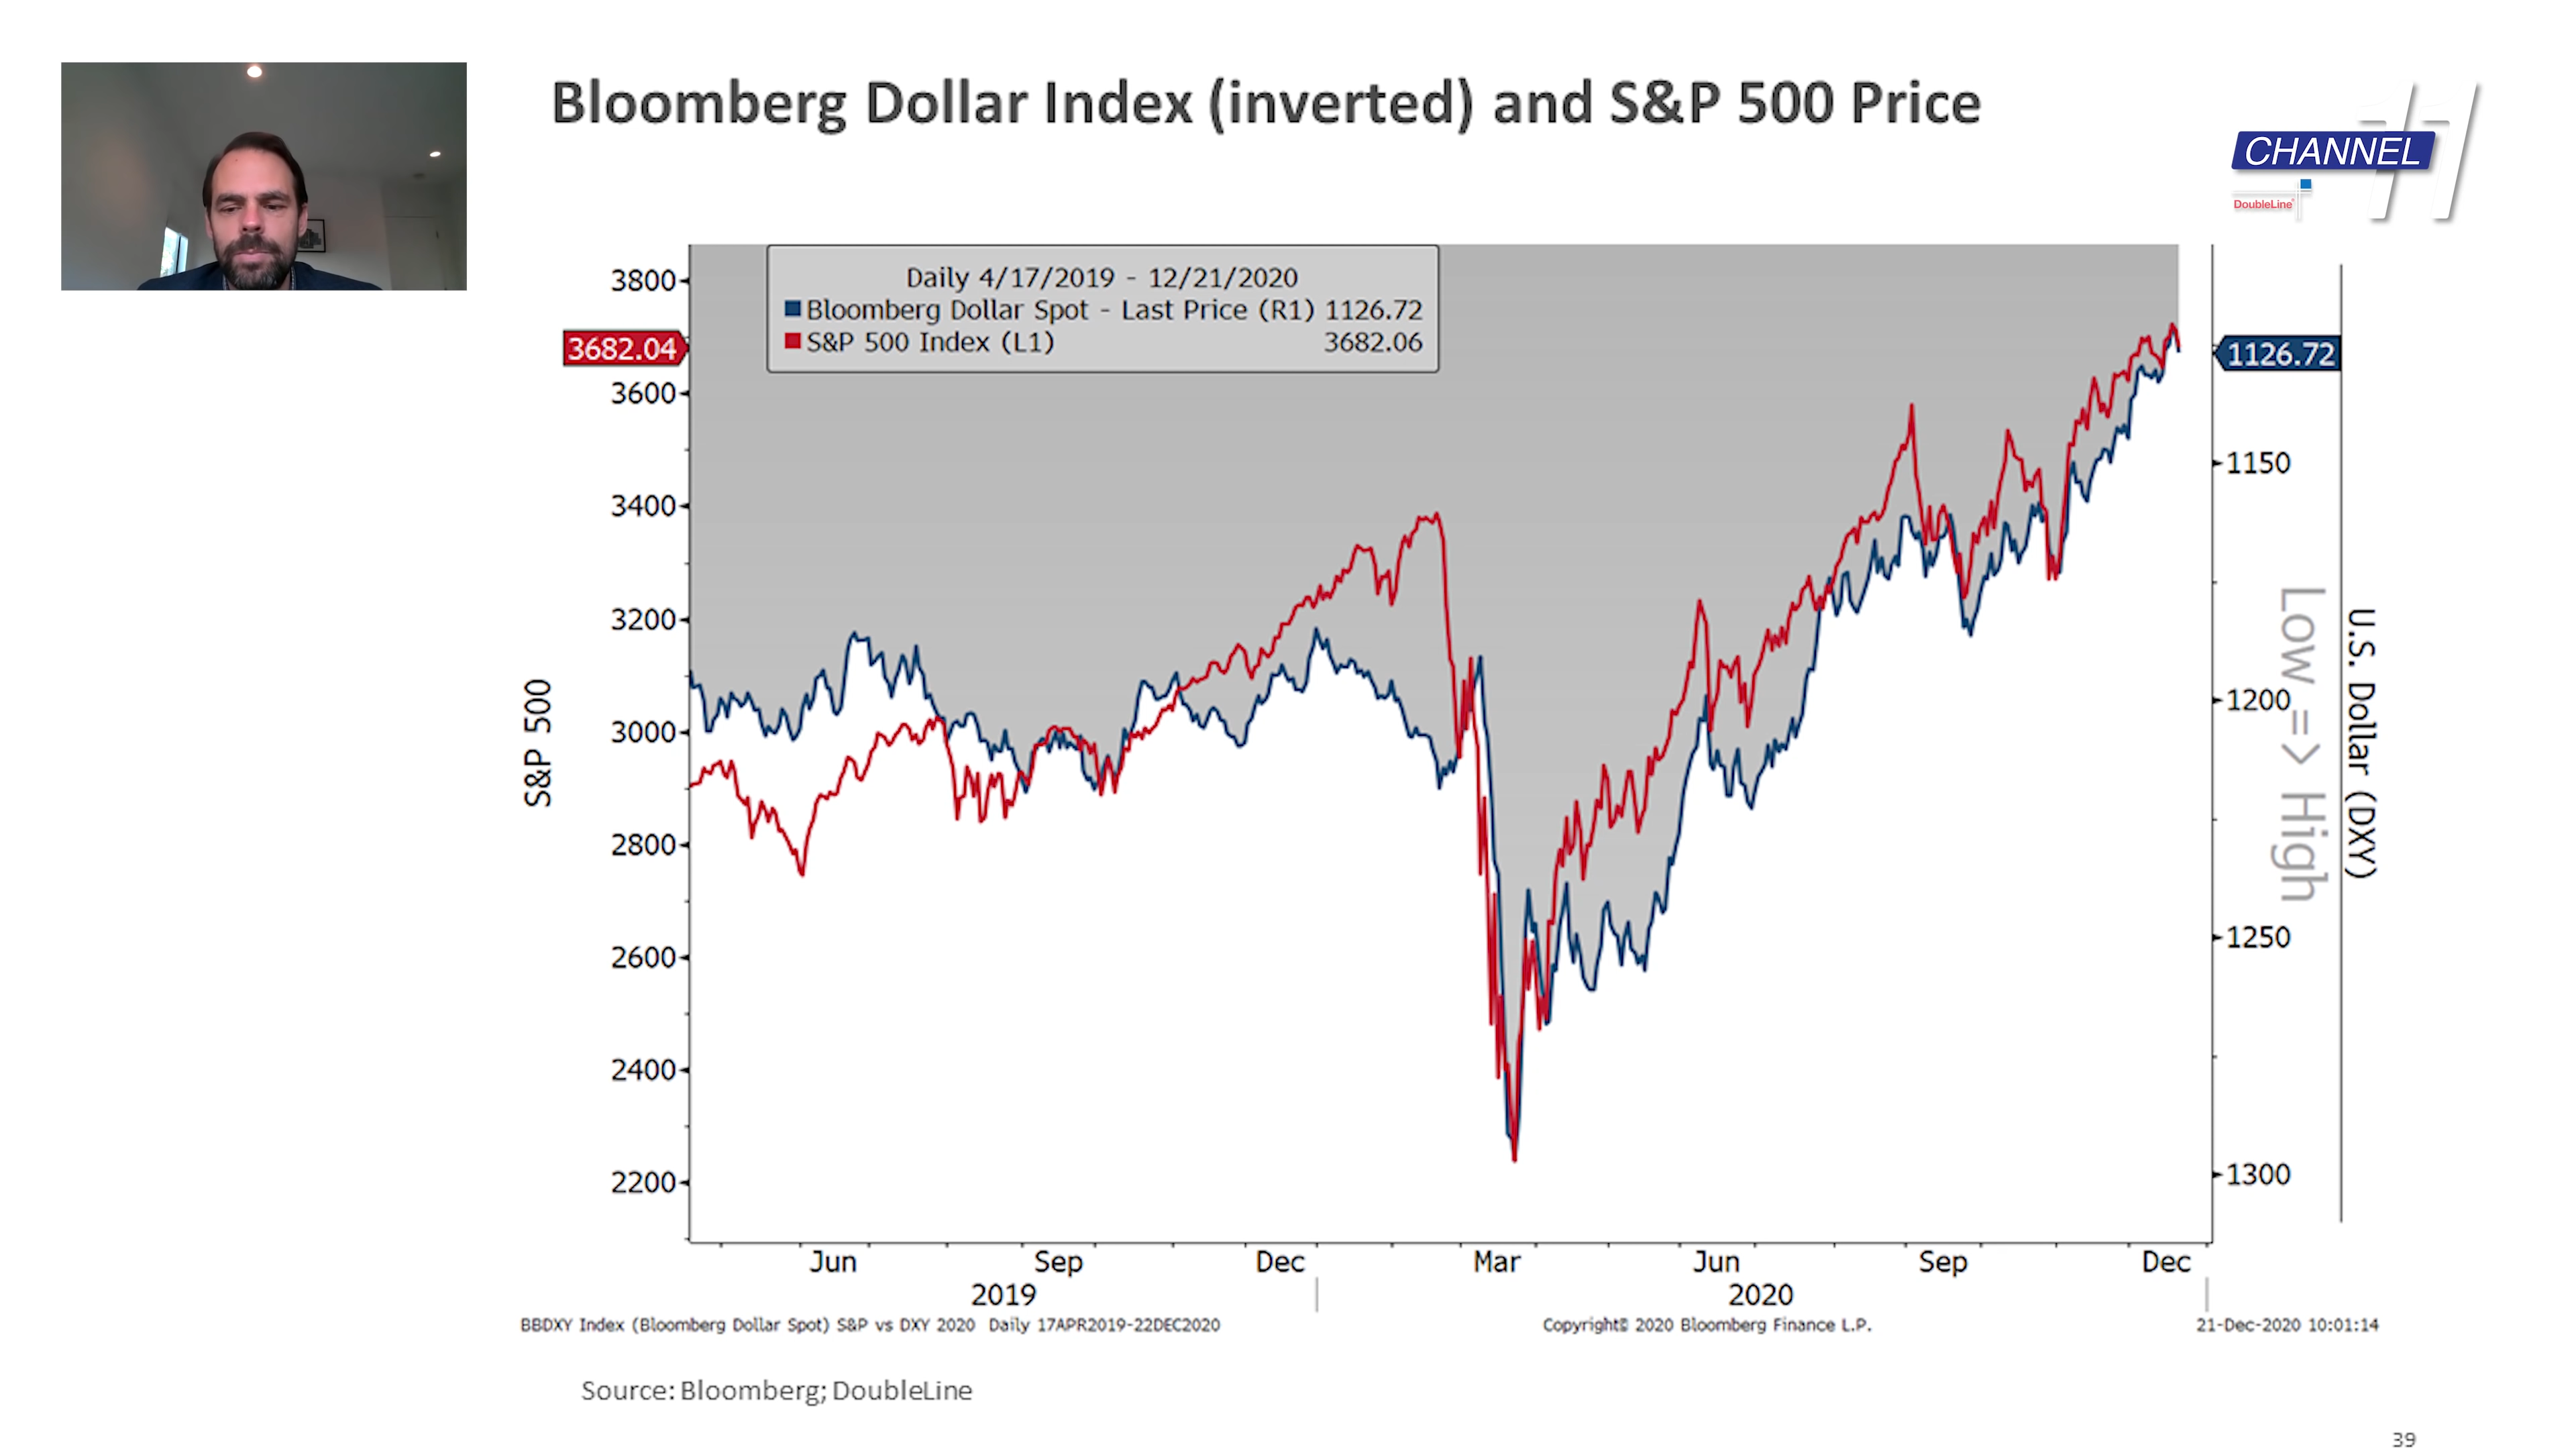 Bloomberg Dollar Index (inverted) and S&P 500 Price
CHANNEL 11
DoubleLine®
Daily 4/17/2019 - 12/21/2020
Bloomberg Dollar Spot - Last Price (R1) 1126.72
S&P 500 Index (L1) 3682.06
S&P 500
3800
3682.04
3600
3400
3200
3000
2800
2600
2400
2200
1126.72
1150
1200
1250
1300
Low => High
U.S. Dollar (DXY)
Jun Sep Dec Mar Jun Sep Dec
2019 2020
BBDXY Index (Bloomberg Dollar Spot) S&P vs DXY 2020 Daily 17APR2019-22DEC2020 Copyright© 2020 Bloomberg Finance L.P. 21-Dec-2020 10:01:14
Source: Bloomberg; DoubleLine
39